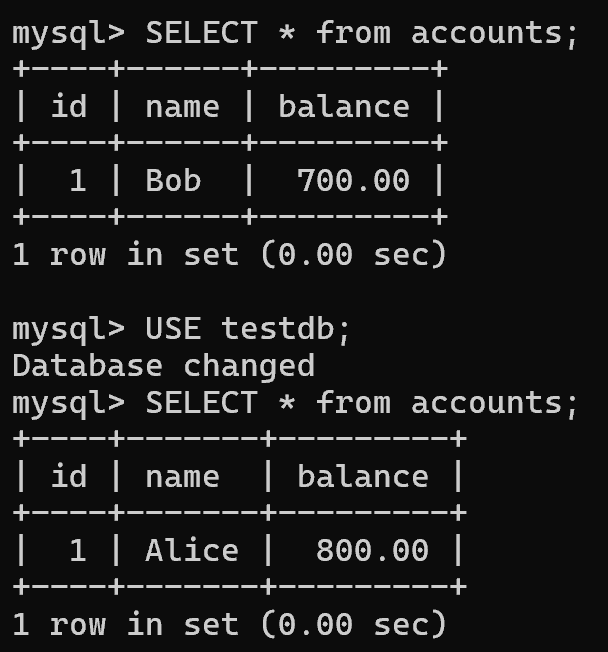 mysql> SELECT * from accounts;
+----+------+---------+
| id | name | balance |
+----+------+---------+
|  1 | Bob  |  700.00 |
+----+------+---------+
1 row in set (0.00 sec)

mysql> USE testdb;
Database changed
mysql> SELECT * from accounts;
+----+-------+---------+
| id | name  | balance |
+----+-------+---------+
|  1 | Alice |  800.00 |
+----+-------+---------+
1 row in set (0.00 sec)